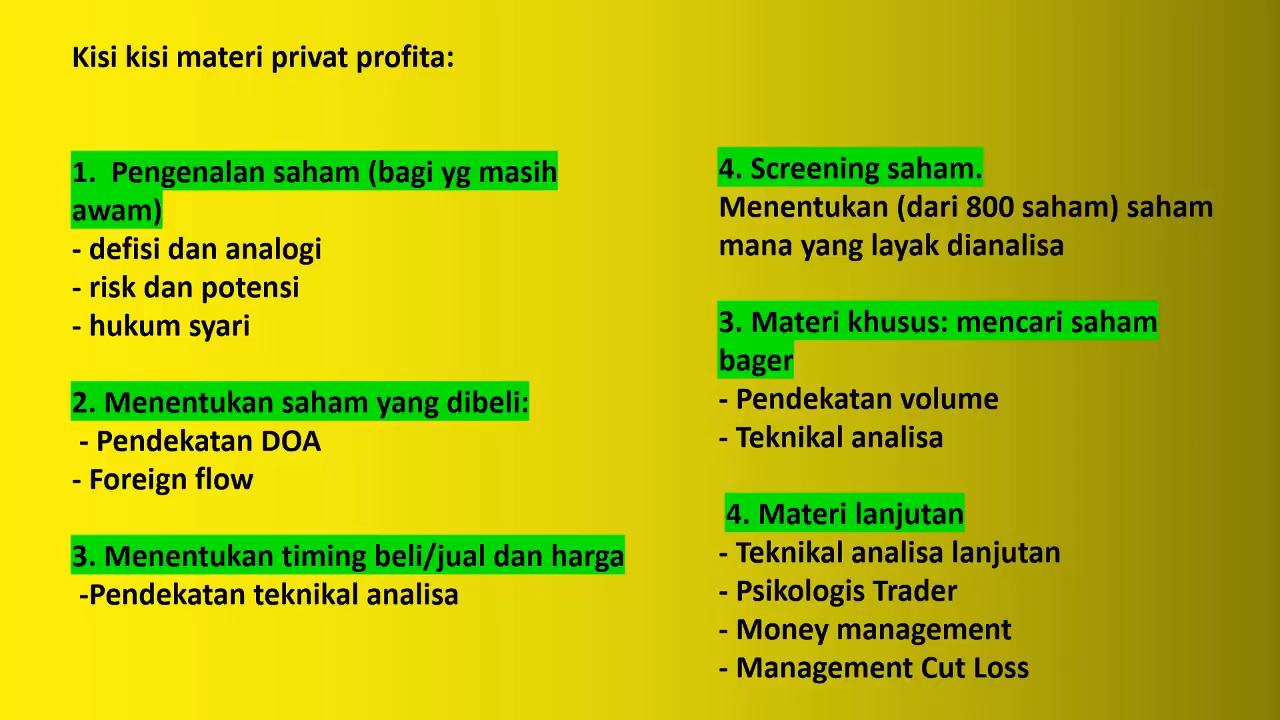 Kisi kisi materi privat profita:
1. Pengenalan saham (bagi yg masih
awam)
- defisi dan analogi
- risk dan potensi
- hukum syari
2. Menentukan saham yang dibeli:
- Pendekatan DOA
- Foreign flow
3. Menentukan timing beli/jual dan harga
-Pendekatan teknikal analisa
4. Screening saham.
Menentukan (dari 800 saham) saham
mana yang layak dianalisa
3. Materi khusus: mencari saham
bager
- Pendekatan volume
- Teknikal analisa
4. Materi lanjutan
- Teknikal analisa lanjutan
- Psikologis Trader
- Money management
- Management Cut Loss